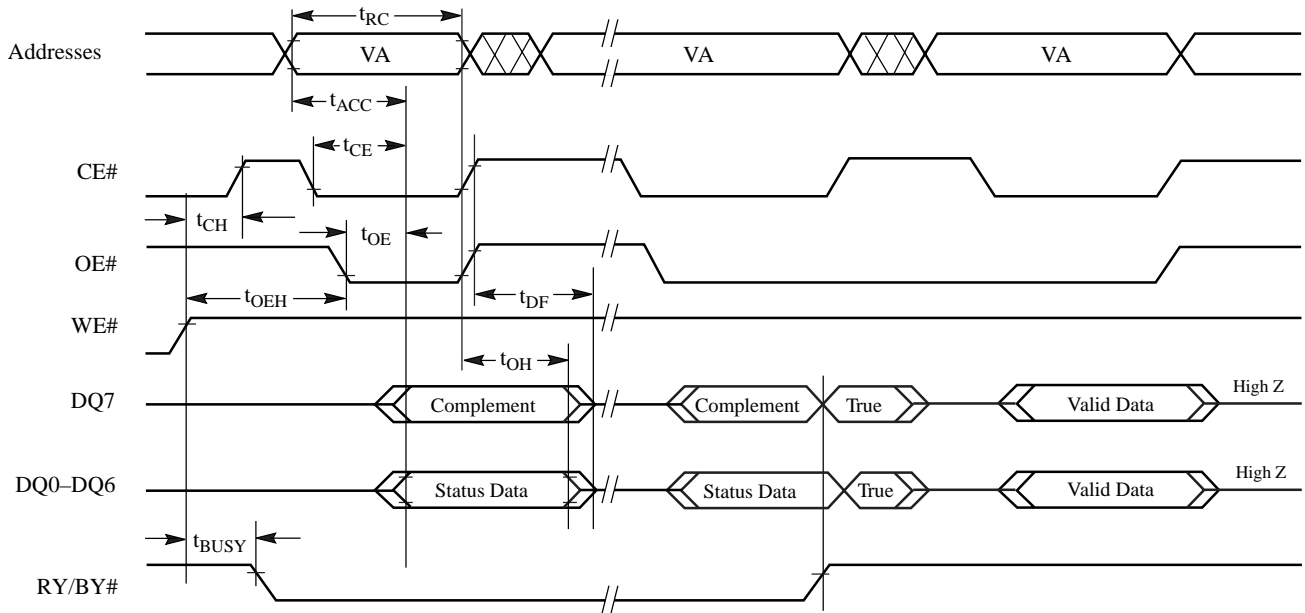 tRC
Addresses VA VA VA
tACC
tCE
CE#
tCH tOE
OE#
tOEH tDF
WE#
tOH
DQ7 Complement Complement True Valid Data High Z
DQ0–DQ6 Status Data Status Data True Valid Data High Z
tBUSY
RY/BY#